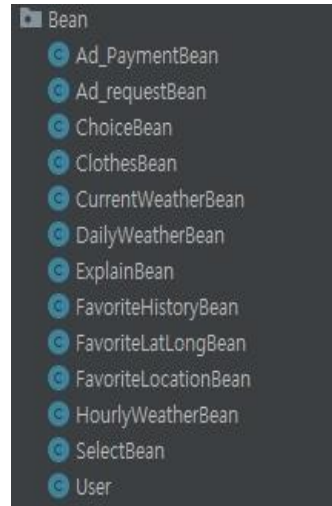 Bean
Ad_PaymentBean
Ad_requestBean
ChoiceBean
ClothesBean
CurrentWeatherBean
DailyWeatherBean
ExplainBean
FavoriteHistoryBean
FavoriteLatLongBean
FavoriteLocationBean
HourlyWeatherBean
SelectBean
User